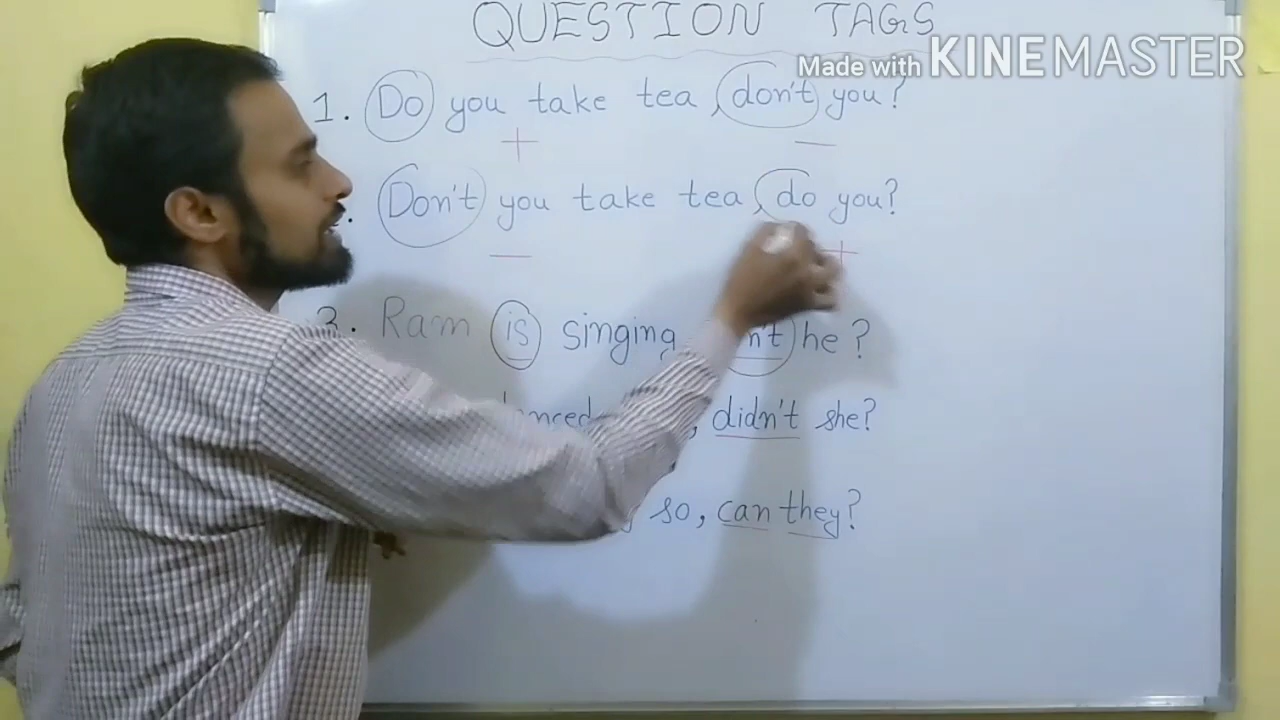 QUESTION TAGS
Made with KINEMASTER
1. Do you take tea, don't you?
+ −
. Don't you take tea, do you?
− +
3. Ram is singing n't he?
danced , didn't she?
so, can they?